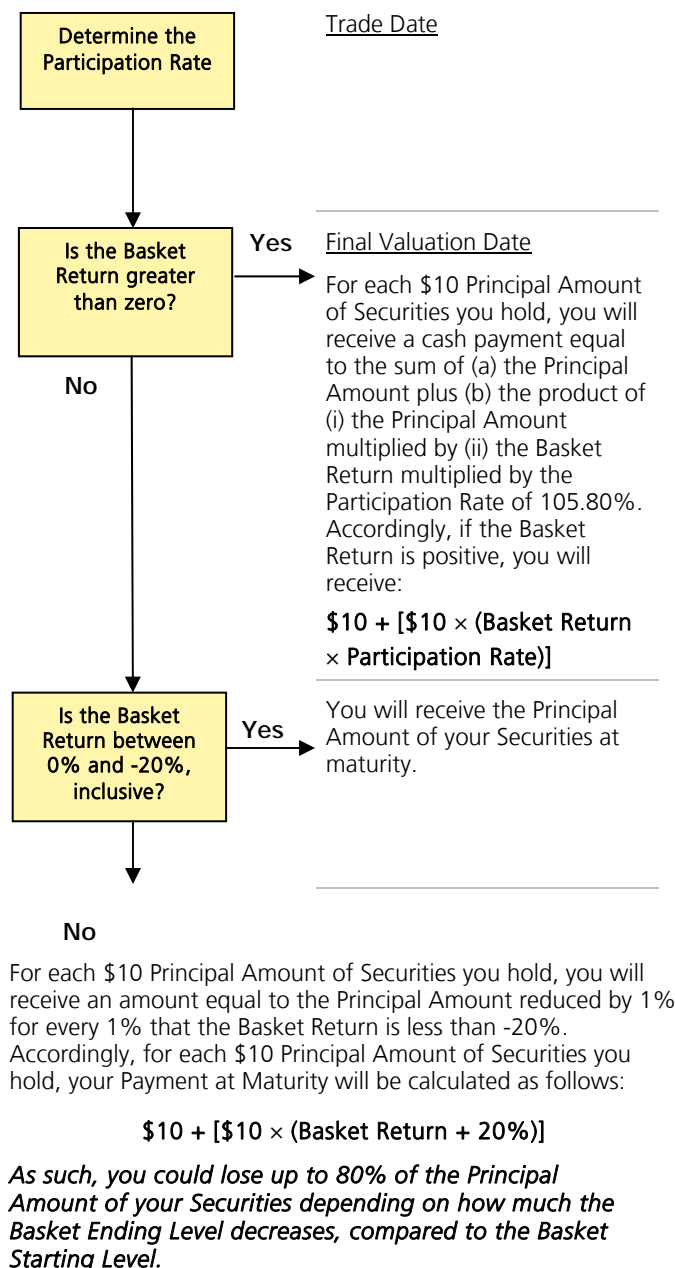 Determine the
Participation Rate
Trade Date
Is the Basket
Return greater
than zero?
Yes
No
Final Valuation Date
For each $10 Principal Amount
of Securities you hold, you will
receive a cash payment equal
to the sum of (a) the Principal
Amount plus (b) the product of
(i) the Principal Amount
multiplied by (ii) the Basket
Return multiplied by the
Participation Rate of 105.80%.
Accordingly, if the Basket
Return is positive, you will
receive:
$10 + [$10 × (Basket Return
× Participation Rate)]
Is the Basket
Return between
0% and -20%,
inclusive?
Yes
You will receive the Principal
Amount of your Securities at
maturity.
No
For each $10 Principal Amount of Securities you hold, you will
receive an amount equal to the Principal Amount reduced by 1%
for every 1% that the Basket Return is less than -20%.
Accordingly, for each $10 Principal Amount of Securities you
hold, your Payment at Maturity will be calculated as follows:
$10 + [$10 × (Basket Return + 20%)]
As such, you could lose up to 80% of the Principal
Amount of your Securities depending on how much the
Basket Ending Level decreases, compared to the Basket
Starting Level.